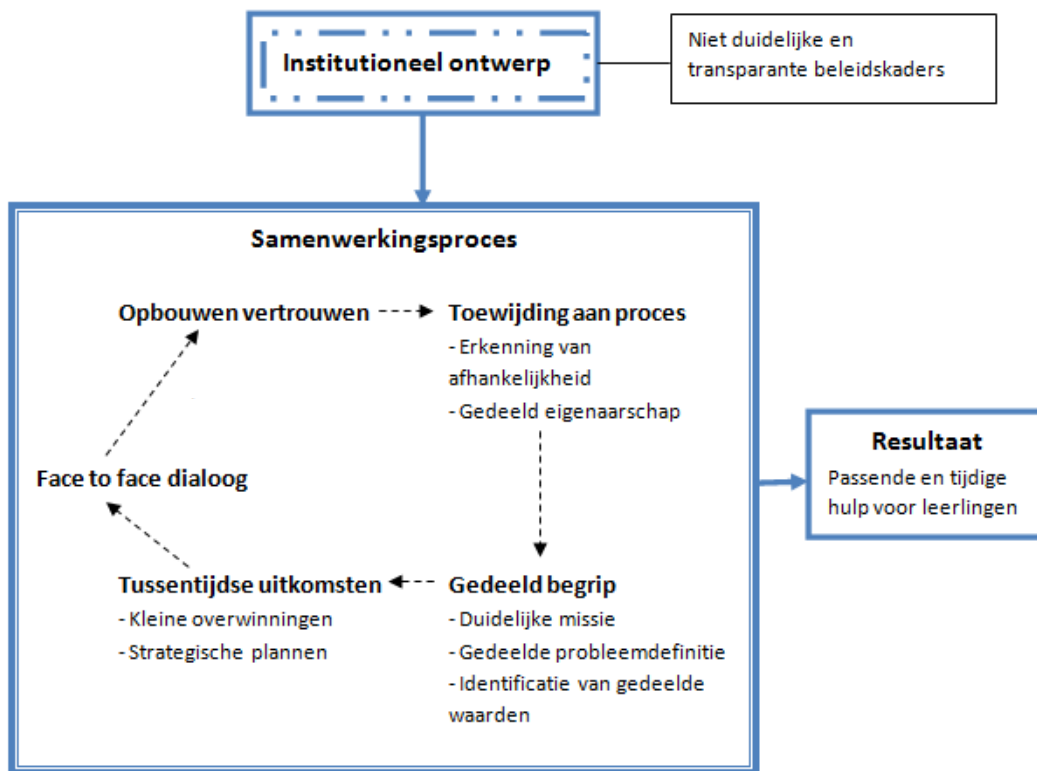 Institutioneel ontwerp
Niet duidelijke en
transparante beleidskaders
Samenwerkingsproces
Opbouwen vertrouwen
Toewijding aan proces
- Erkenning van
afhankelijkheid
- Gedeeld eigenaarschap
Face to face dialoog
Tussentijdse uitkomsten
- Kleine overwinningen
- Strategische plannen
Gedeeld begrip
- Duidelijke missie
- Gedeelde probleemdefinitie
- Identificatie van gedeelde
waarden
Resultaat
Passende en tijdige
hulp voor leerlingen